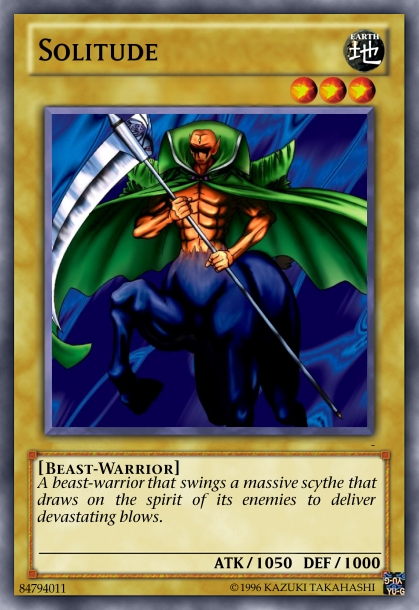 SOLITUDE
EARTH
地
[BEAST-WARRIOR]
A beast-warrior that swings a massive scythe that
draws on the spirit of its enemies to deliver
devastating blows.
ATK / 1050 DEF / 1000
84794011
©1996 KAZUKI TAKAHASHI